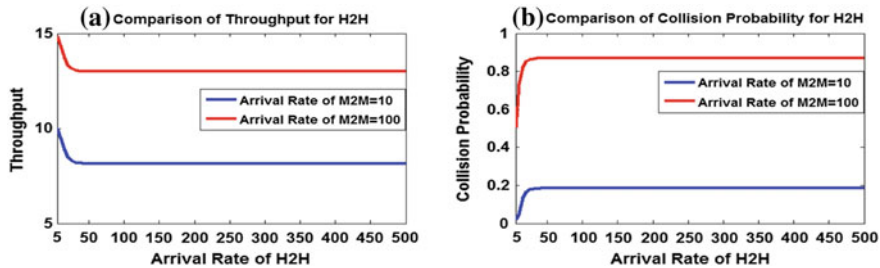 (a) Comparison of Throughput for H2H
15
10
5
Throughput
Arrival Rate of M2M=10
Arrival Rate of M2M=100
5 50 100 150 200 250 300 350 400 450 500
Arrival Rate of H2H
(b) Comparison of Collision Probability for H2H
1
0.8
0.6
0.4
0.2
0
Collision Probability
Arrival Rate of M2M=10
Arrival Rate of M2M=100
5 50 100 150 200 250 300 350 400 450 500
Arrival Rate of H2H